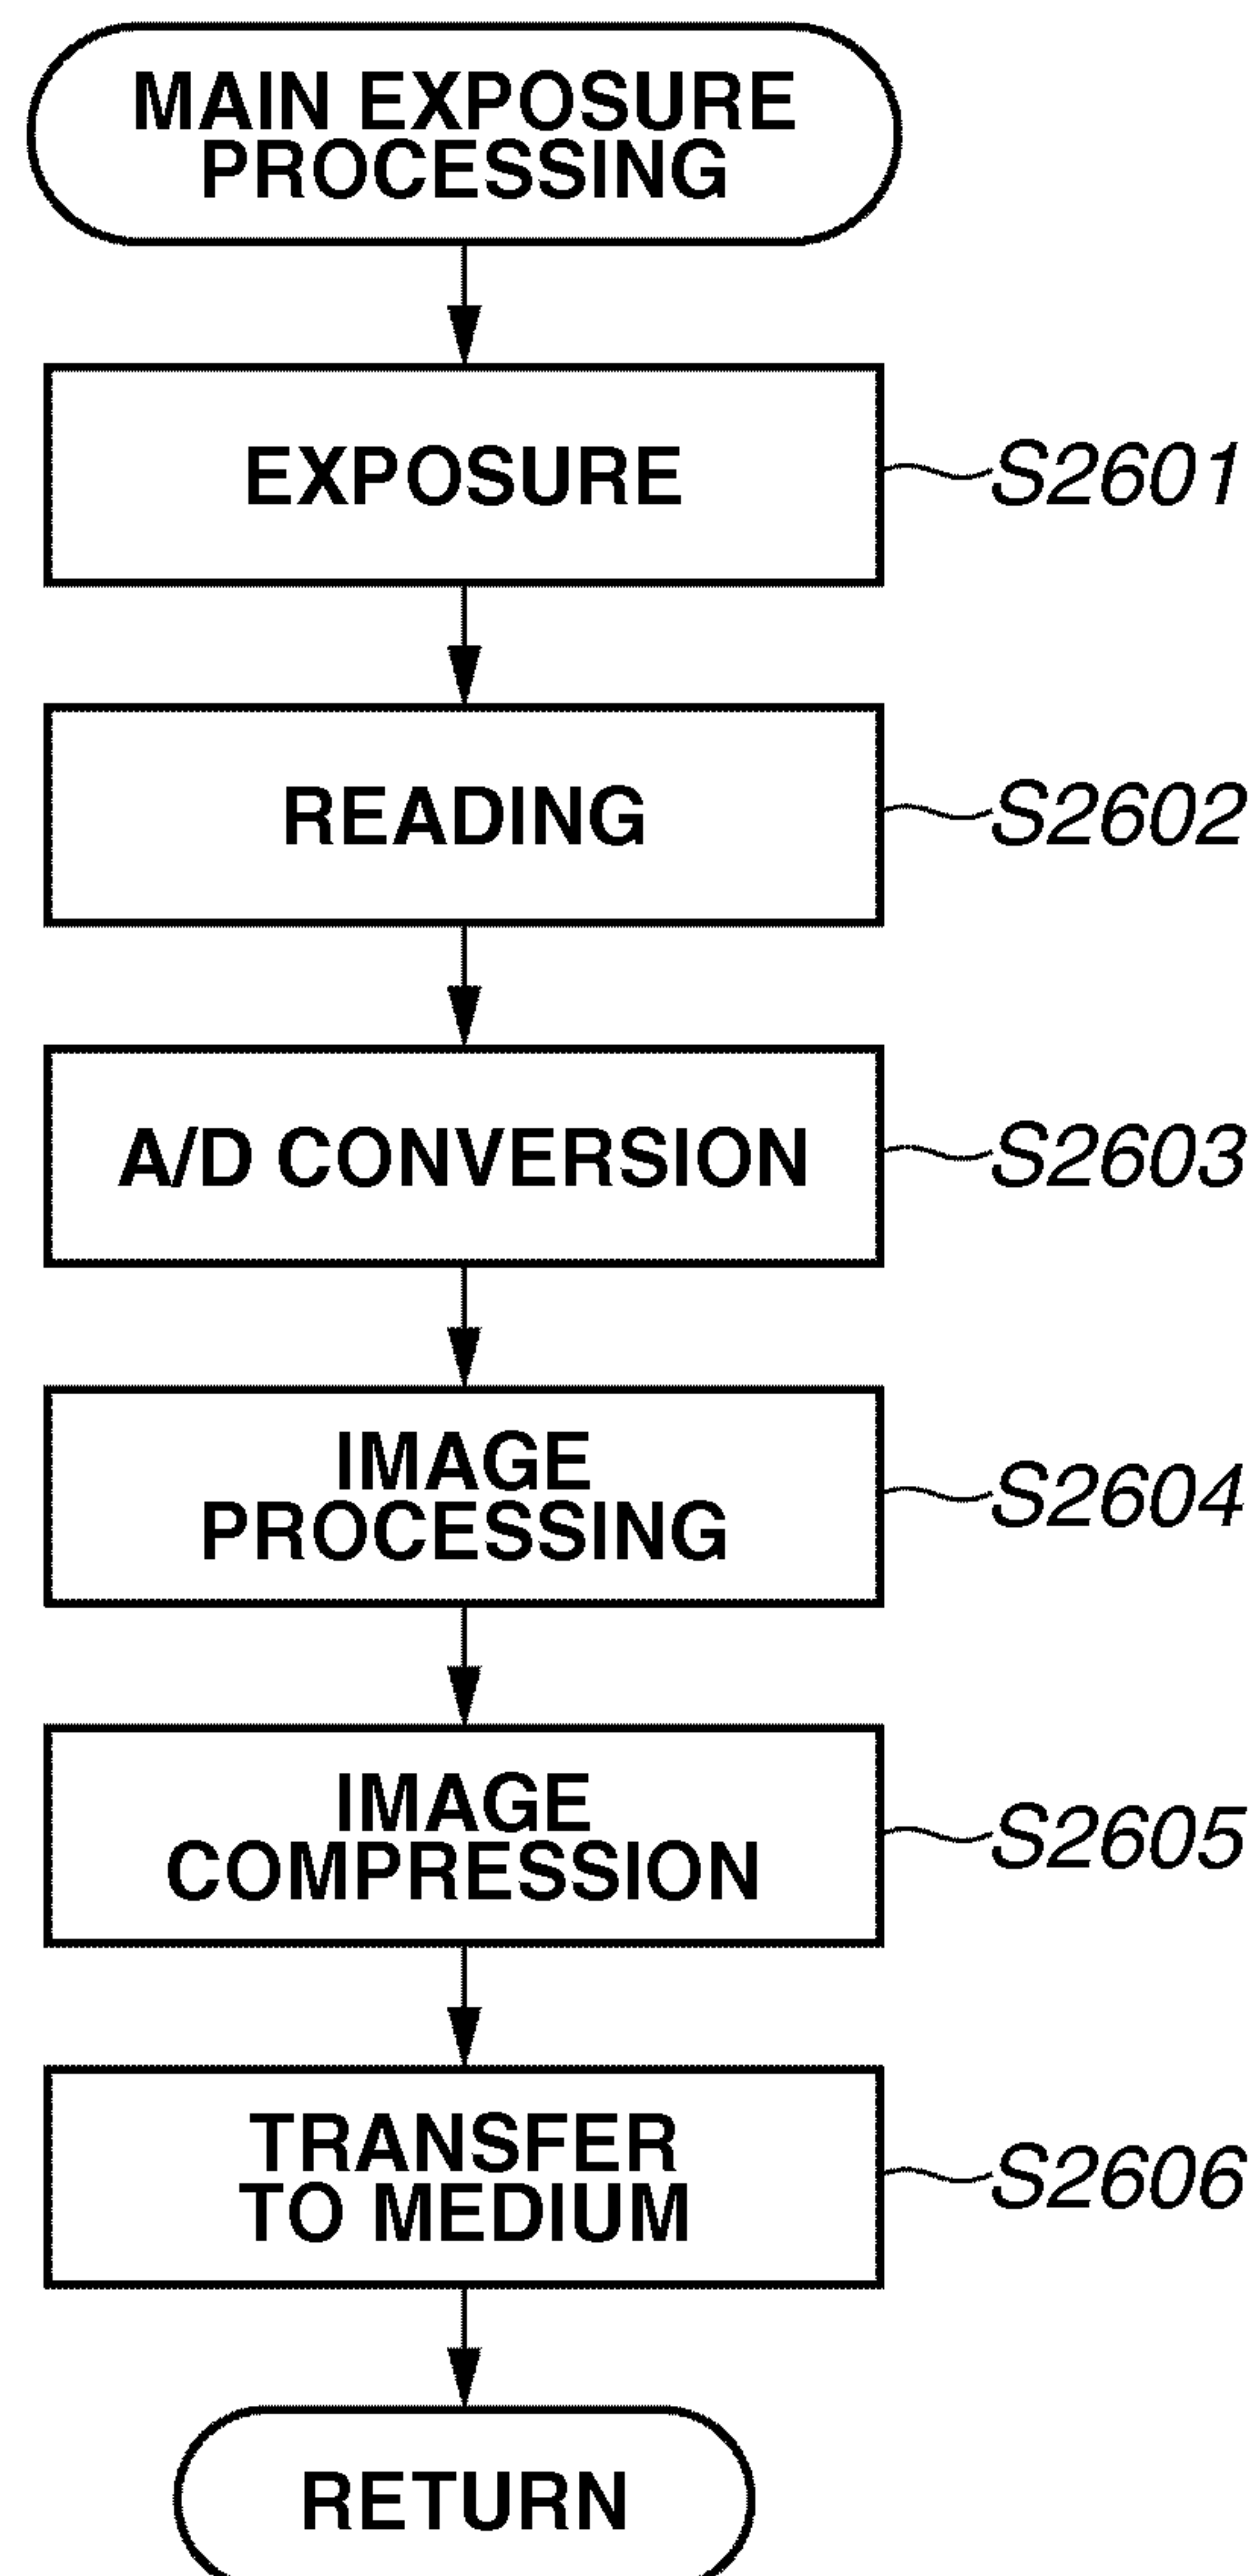 MAIN EXPOSURE
PROCESSING
EXPOSURE
S2601
READING
S2602
A/D CONVERSION
S2603
IMAGE
PROCESSING
S2604
IMAGE
COMPRESSION
S2605
TRANSFER
TO MEDIUM
S2606
RETURN